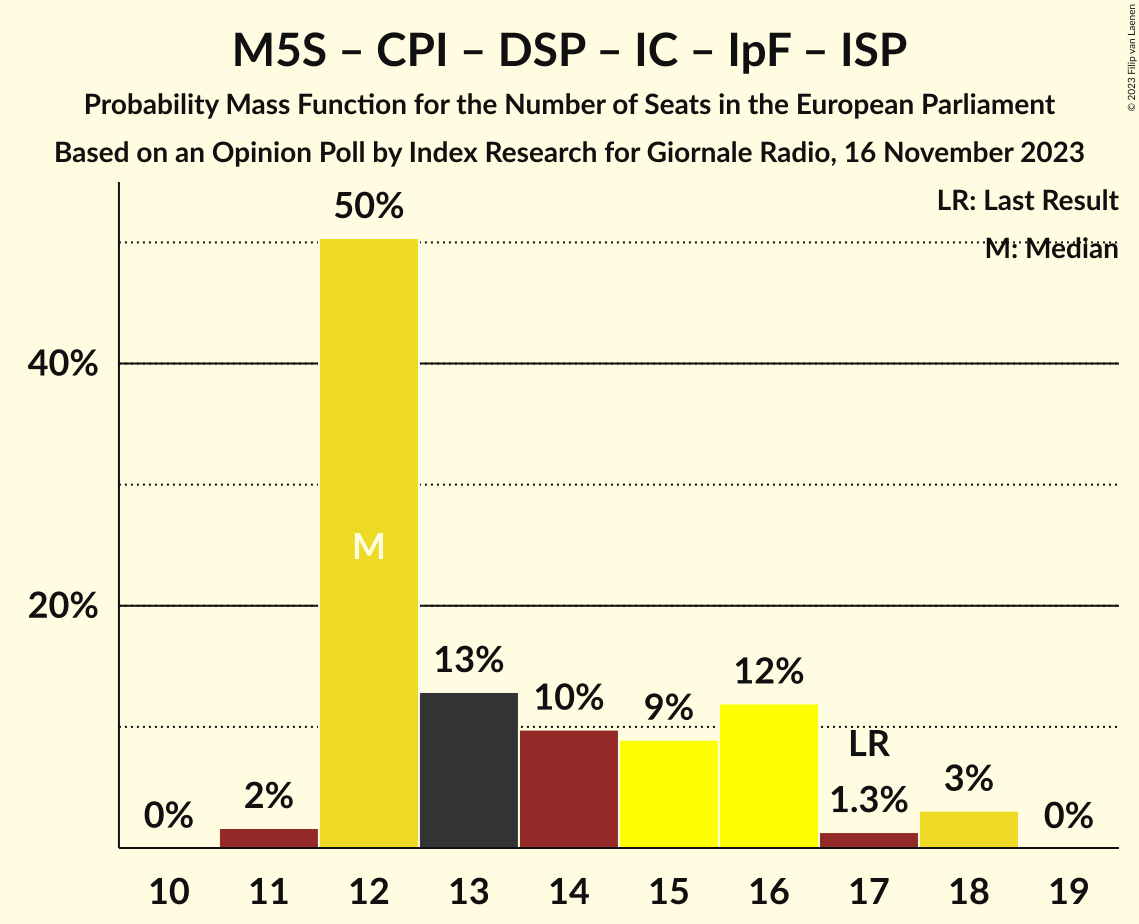 M5S – CPI – DSP – IC – IpF – ISP
Probability Mass Function for the Number of Seats in the European Parliament
Based on an Opinion Poll by Index Research for Giornale Radio, 16 November 2023
© 2023 Filip van Laenen
LR: Last Result
M: Median
40%
20%
0%
2%
50%
M
13%
10%
9%
12%
LR
1.3%
3%
0%
10 11 12 13 14 15 16 17 18 19